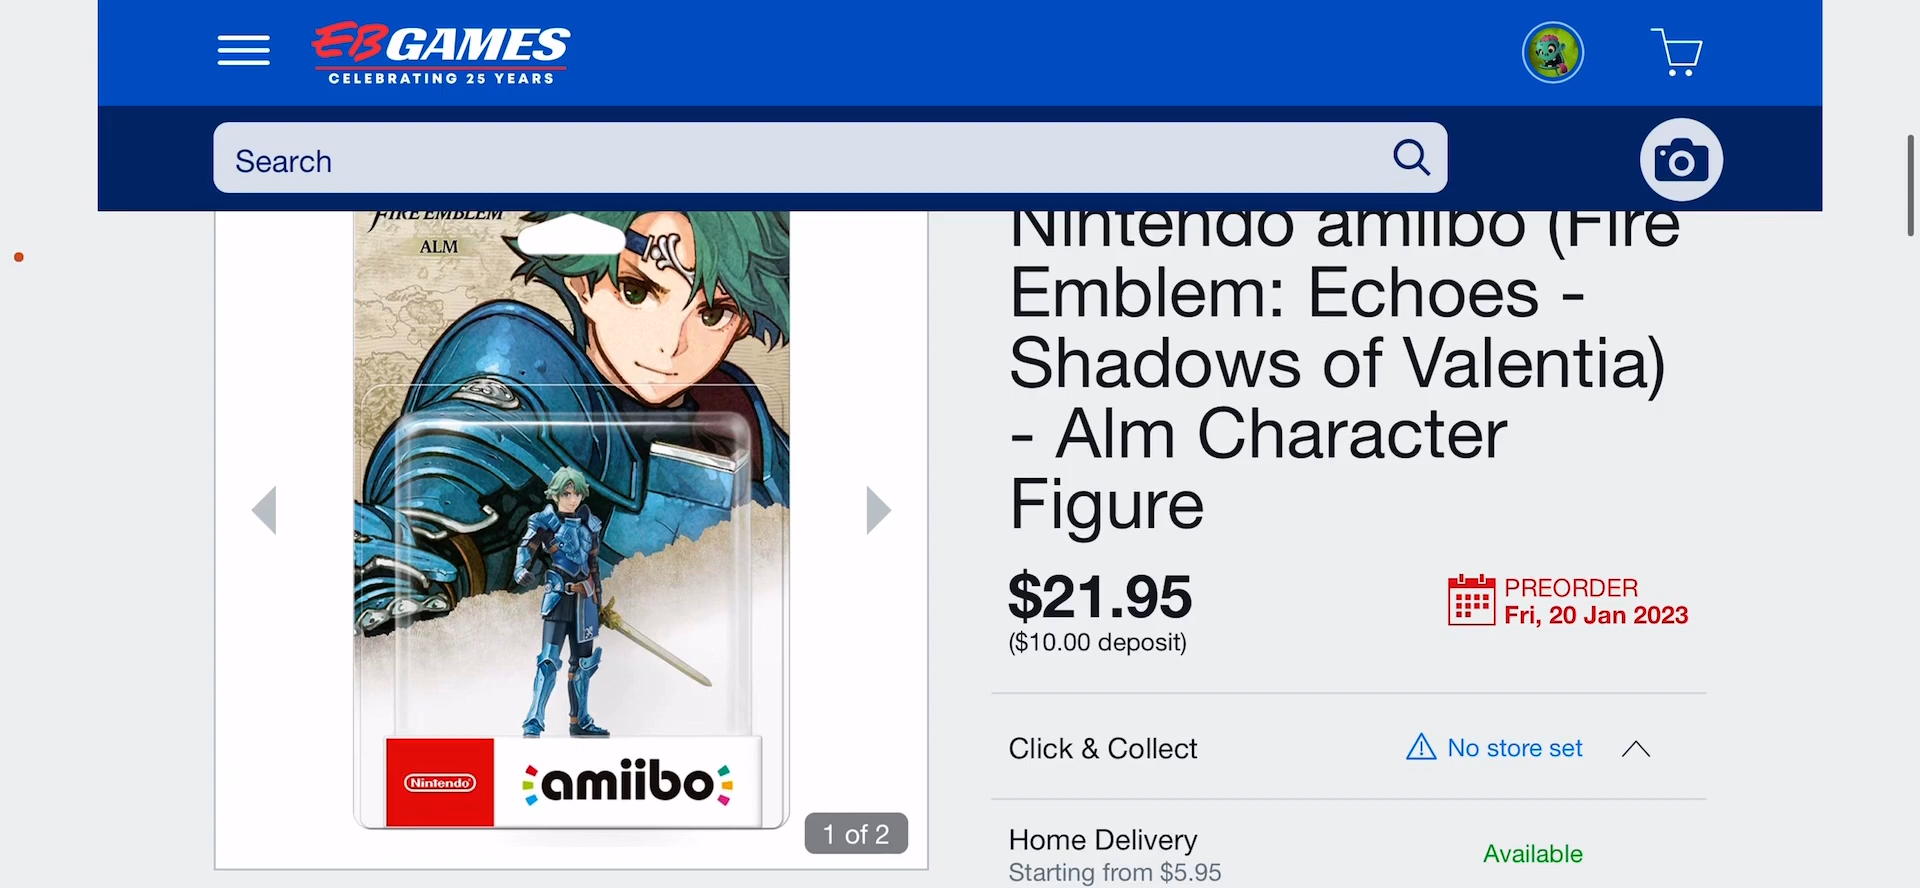 EB GAMES
CELEBRATING 25 YEARS
Search
FIRE EMBLEM
ALM
Nintendo
amiibo
1 of 2
Nintendo amiibo (Fire
Emblem: Echoes -
Shadows of Valentia)
- Alm Character
Figure
$21.95
($10.00 deposit)
PREORDER
Fri, 20 Jan 2023
Click & Collect
No store set
Home Delivery
Starting from $5.95
Available